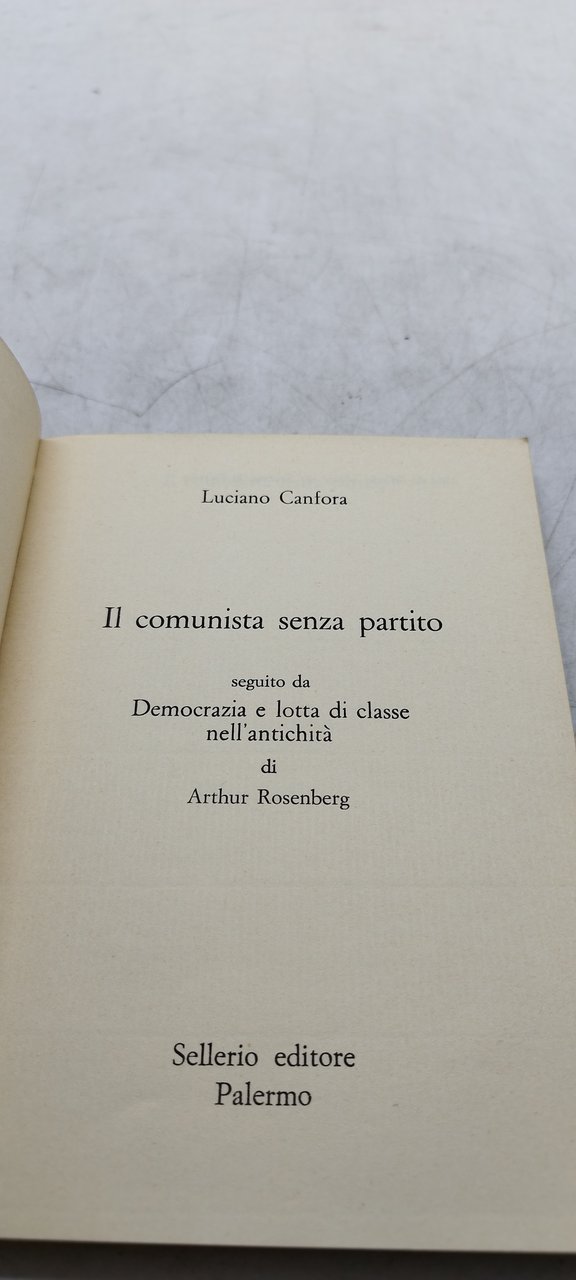 Luciano Canfora
Il comunista senza partito
seguito da
Democrazia e lotta di classe
nell'antichità
di
Arthur Rosenberg
Sellerio editore
Palermo